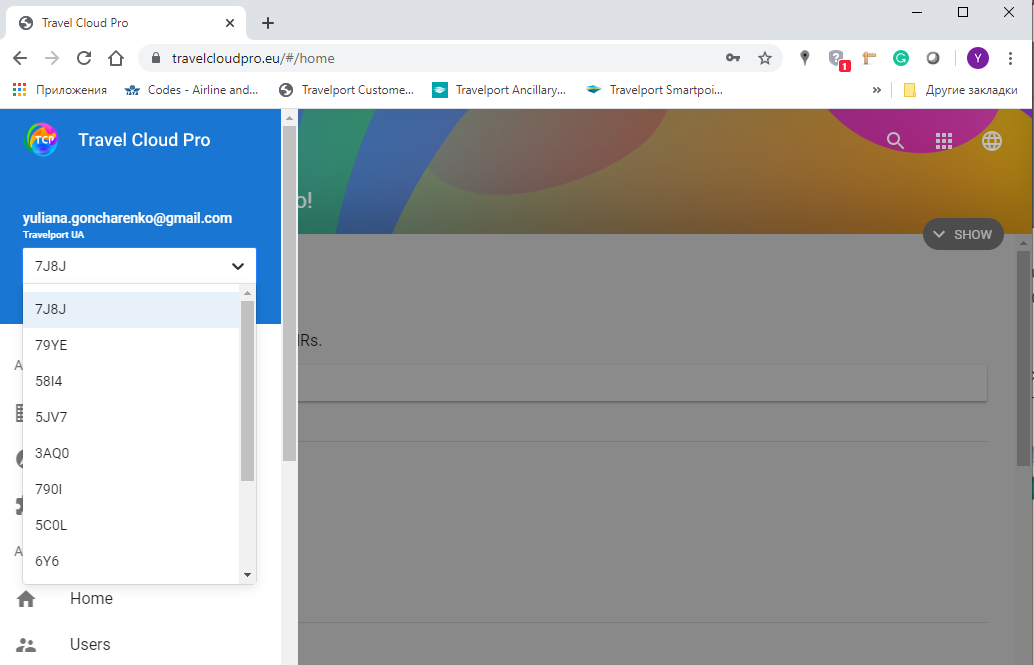 Travel Cloud Pro
travelcloudpro.eu/#/home
1
Y
Приложения
Codes - Airline and...
Travelport Custome...
Travelport Ancillary...
Travelport Smartpoi...
»
Другие закладки
TCP
Travel Cloud Pro
o!
yuliana.goncharenko@gmail.com
Travelport UA
SHOW
7J8J
7J8J
79YE
58I4
5JV7
3AQ0
790I
5C0L
6Y6
A
A
Rs.
Home
Users